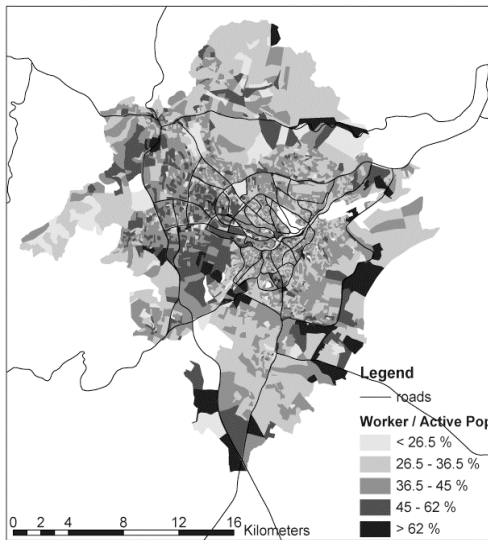 Legend
roads
Worker / Active Pop
< 26.5 %
26.5 - 36.5 %
36.5 - 45 %
45 - 62 %
> 62 %
0 2 4 8 12 16
Kilometers